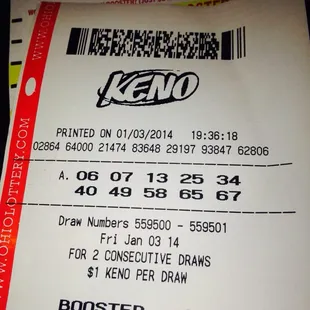 WWW.OHIOLOTTERY.COM
KENO
PRINTED ON 01/03/2014 19:36:18
02864 64000 21474 83648 29197 93847 62806
A. 06 07 13 25 34
40 49 58 65 67
Draw Numbers 559500 - 559501
Fri Jan 03 14
FOR 2 CONSECUTIVE DRAWS
$1 KENO PER DRAW
BOOSTER